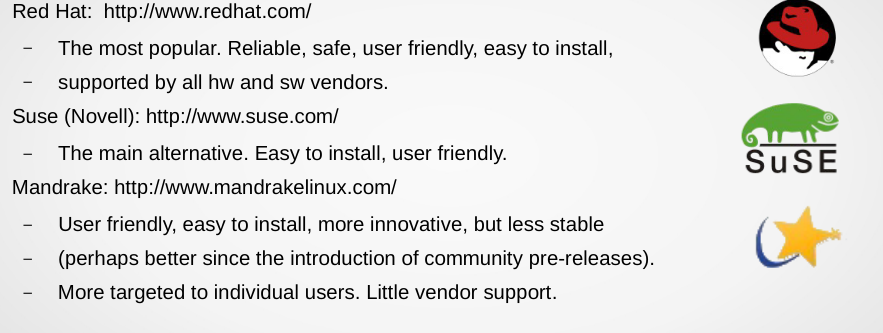 Red Hat:  http://www.redhat.com/
– The most popular. Reliable, safe, user friendly, easy to install,
– supported by all hw and sw vendors.
Suse (Novell): http://www.suse.com/
– The main alternative. Easy to install, user friendly.
SuSE
Mandrake: http://www.mandrakelinux.com/
– User friendly, easy to install, more innovative, but less stable
– (perhaps better since the introduction of community pre-releases).
– More targeted to individual users. Little vendor support.